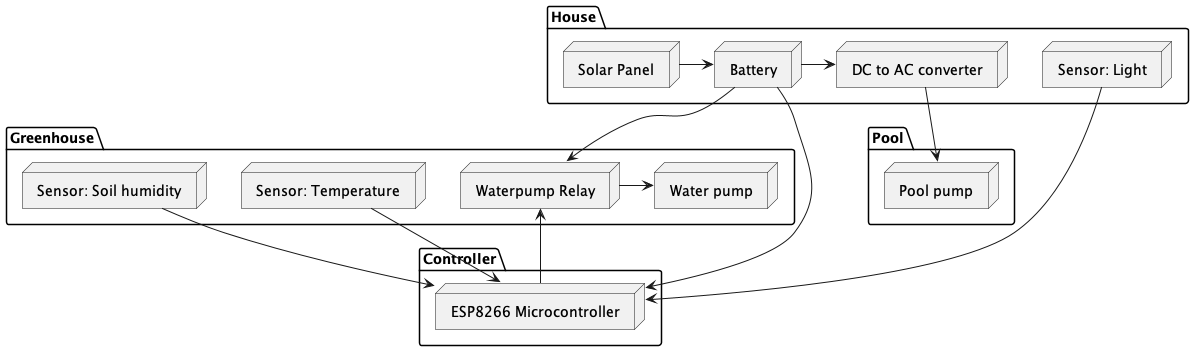 House
Solar Panel
Battery
DC to AC converter
Sensor: Light
Greenhouse
Pool
Sensor: Soil humidity
Sensor: Temperature
Waterpump Relay
Water pump
Pool pump
Controller
ESP8266 Microcontroller